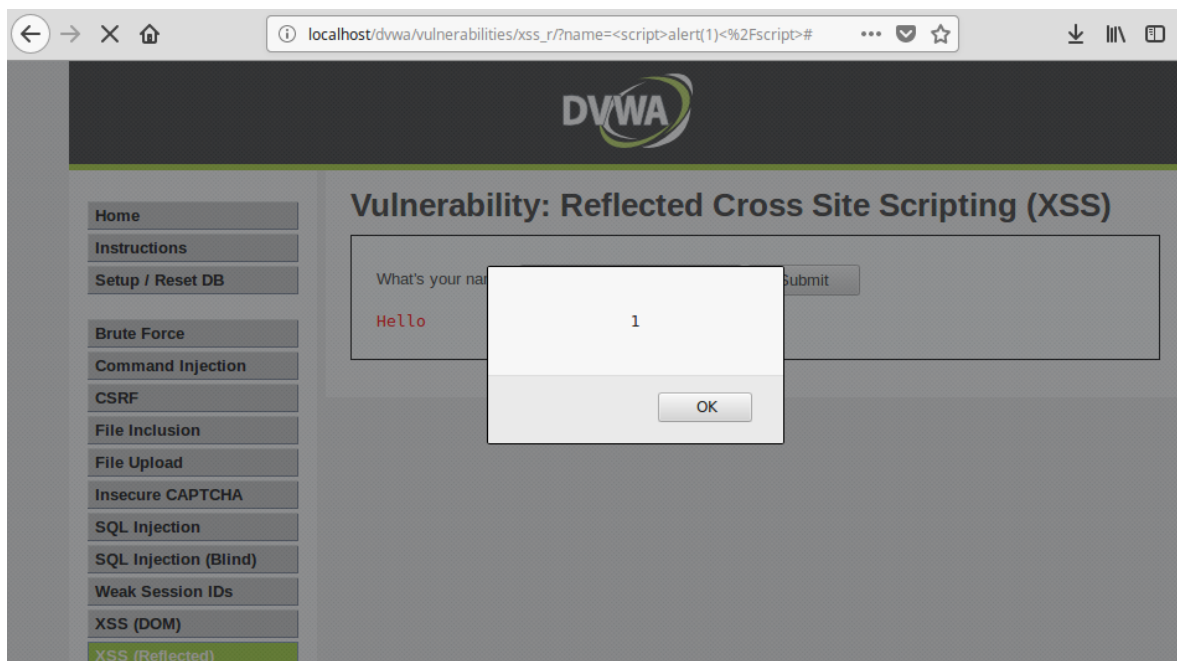 localhost/dvwa/vulnerabilities/xss_r/?name=<script>alert(1)<%2Fscript>#
DVWA
Vulnerability: Reflected Cross Site Scripting (XSS)
Home
Instructions
Setup / Reset DB
Brute Force
Command Injection
CSRF
File Inclusion
File Upload
Insecure CAPTCHA
SQL Injection
SQL Injection (Blind)
Weak Session IDs
XSS (DOM)
XSS (Reflected)
What's your nam
Submit
Hello
1
OK